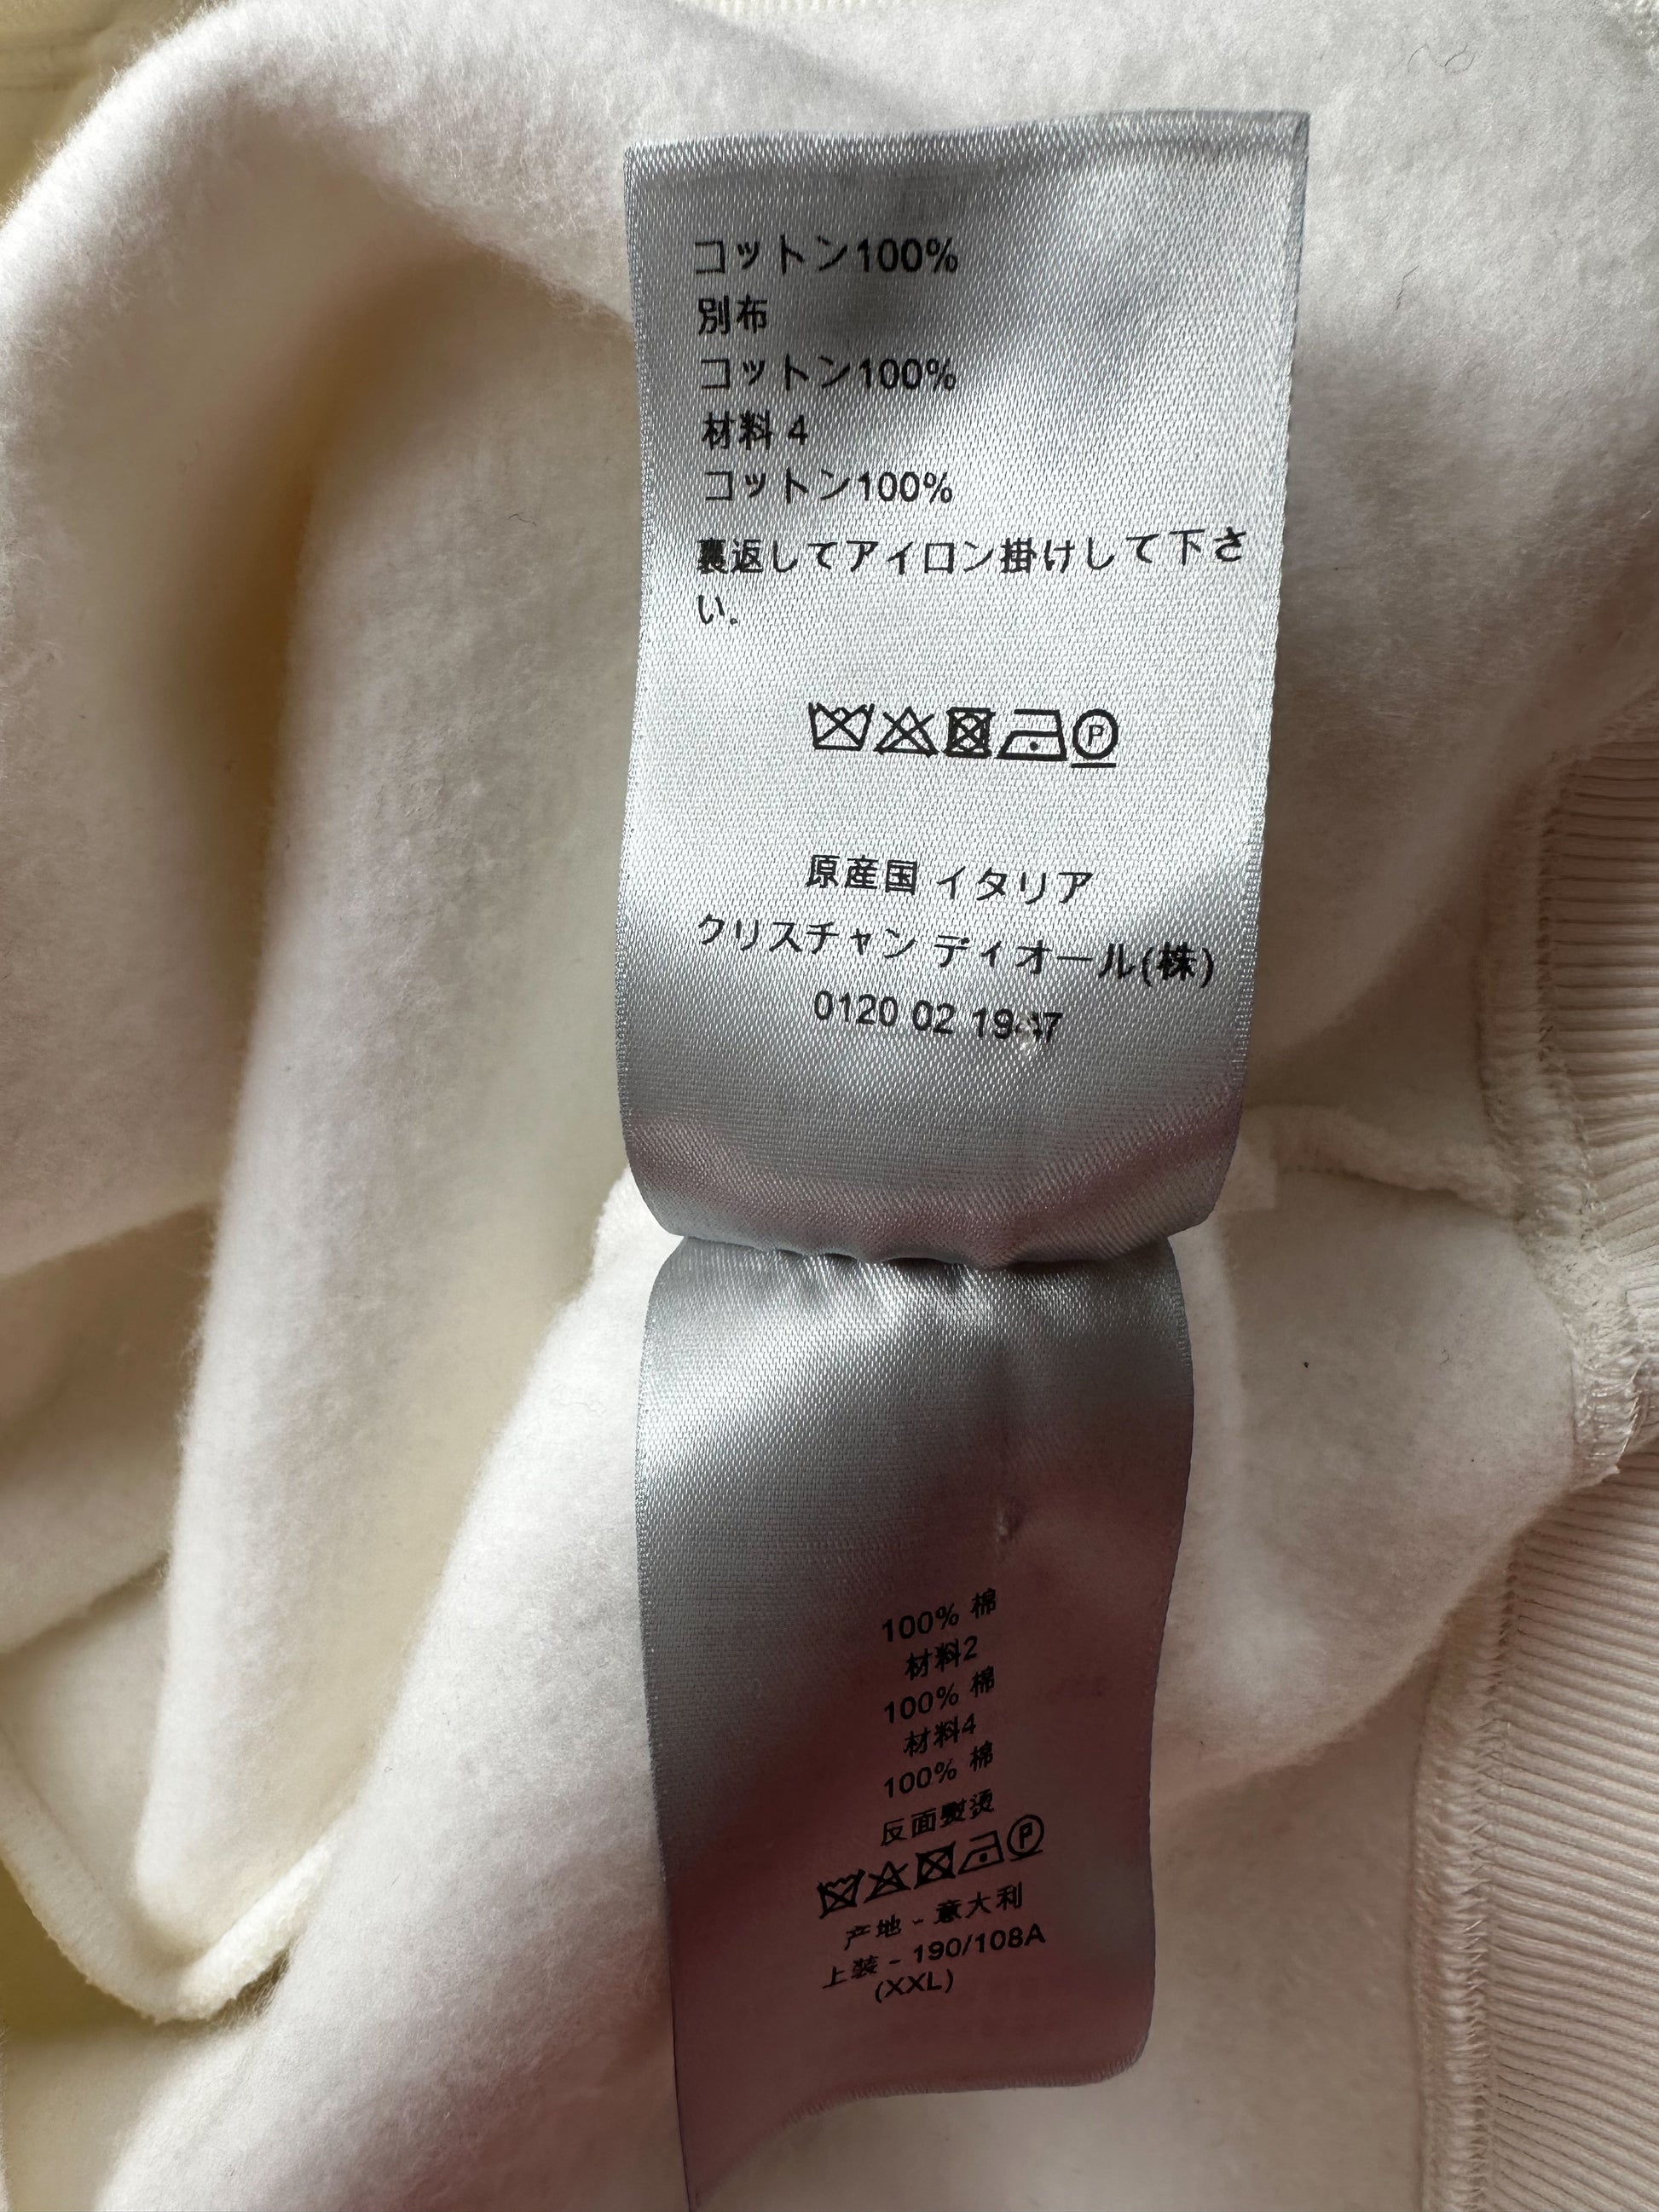 コットン100%
別布
コットン100%
材料 4
コットン100%
裏返してアイロン掛けして下さ
い。
P
原産国 イタリア
クリスチャン ディオール(株)
0120 02 1947
100% 棉
材料2
100% 棉
材料4
100% 棉
反面熨烫
P
产地 - 意大利
上装 - 190/108A
(XXL)